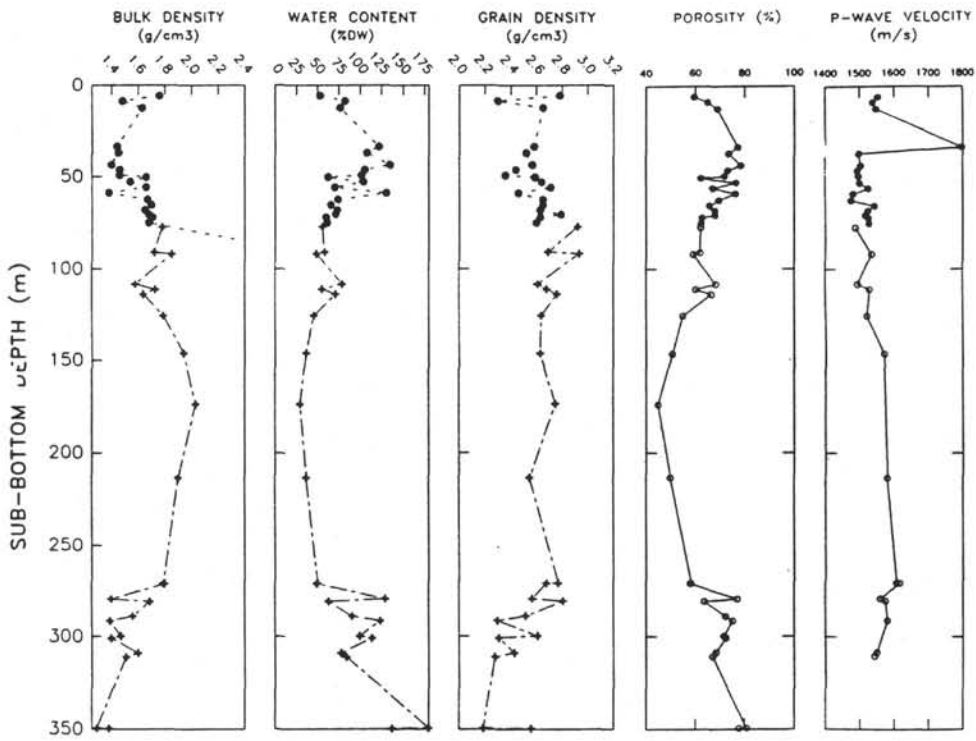 BULK DENSITY
(g/cm3)
1.4 1.6 1.8 2.0 2.2 2.4
WATER CONTENT
(%DW)
0 25 50 75 100 125 150 175
GRAIN DENSITY
(g/cm3)
2.0 2.2 2.4 2.6 2.8 3.0 3.2
POROSITY (%)
40 60 80 100
P-WAVE VELOCITY
(m/s)
1400 1500 1600 1700 1800
SUB-BOTTOM DEPTH (m)
0
50
100
150
200
250
300
350